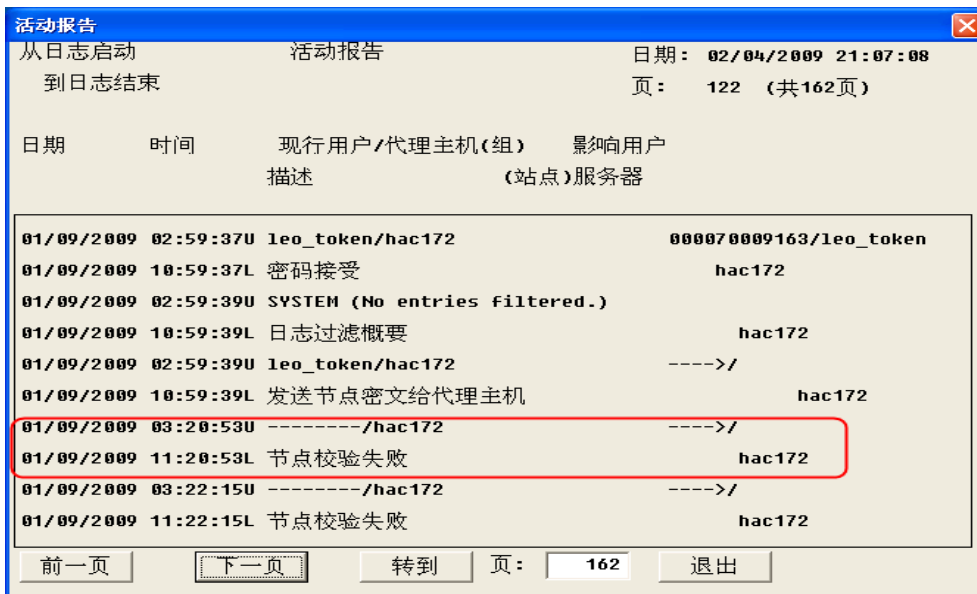 活动报告
从日志启动 活动报告 日期: 02/04/2009 21:07:08
到日志结束 页: 122 (共162页)
日期 时间 现行用户/代理主机(组) 影响用户
描述 (站点)服务器
01/09/2009 02:59:37U leo_token/hac172 000070009163/leo_token
01/09/2009 10:59:37L 密码接受 hac172
01/09/2009 02:59:39U SYSTEM (No entries filtered.)
01/09/2009 10:59:39L 日志过滤概要 hac172
01/09/2009 02:59:39U leo_token/hac172 ---->/
01/09/2009 10:59:39L 发送节点密文给代理主机 hac172
01/09/2009 03:20:53U --------/hac172 ---->/
01/09/2009 11:20:53L 节点校验失败 hac172
01/09/2009 03:22:15U --------/hac172 ---->/
01/09/2009 11:22:15L 节点校验失败 hac172
前一页 下一页 转到 页: 162 退出